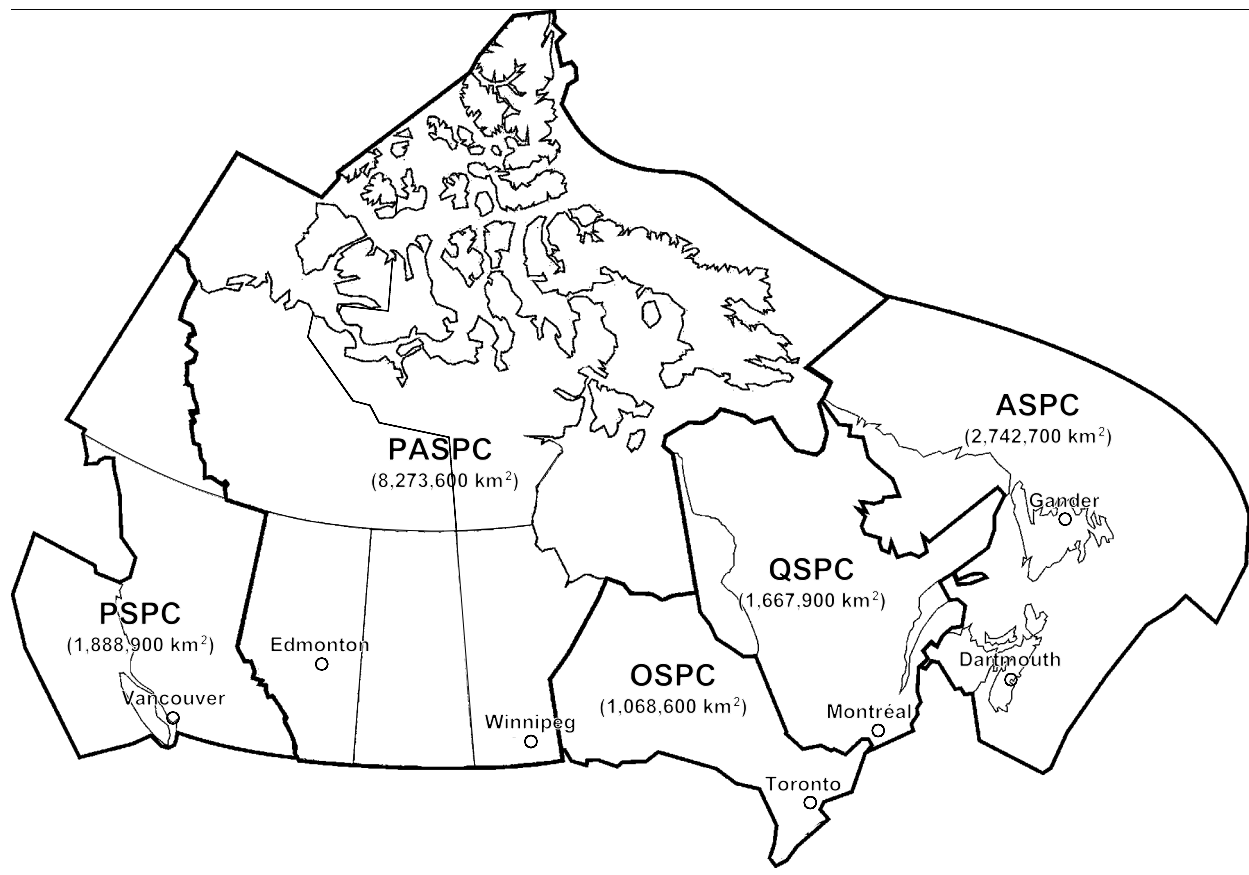 ASPC
(2,742,700 km²)
PASPC
(8,273,600 km²)
Gander
QSPC
(1,667,900 km²)
PSPC
(1,888,900 km²)
Edmonton
Dartmouth
OSPC
(1,068,600 km²)
Vancouver
Winnipeg
Montréal
Toronto